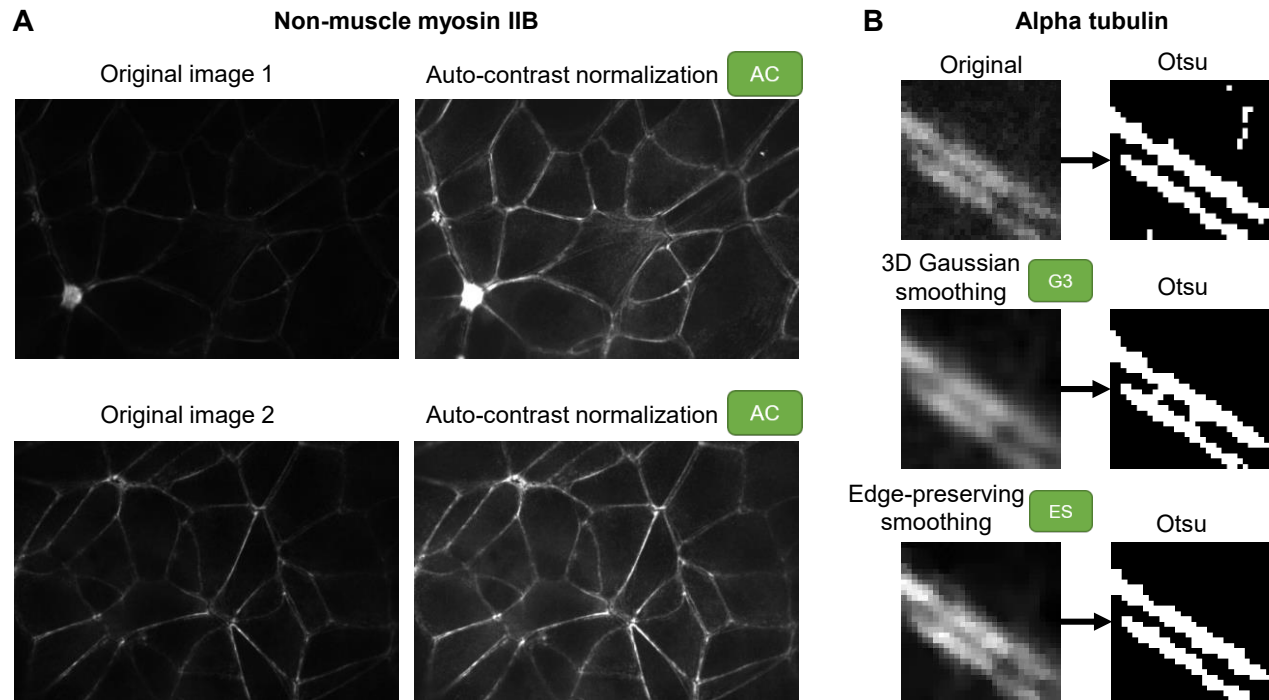 A
Non-muscle myosin IIB
Original image 1
Auto-contrast normalization
AC
Original image 2
Auto-contrast normalization
AC
B
Alpha tubulin
Original
Otsu
3D Gaussian
smoothing
G3
Otsu
Edge-preserving
smoothing
ES
Otsu